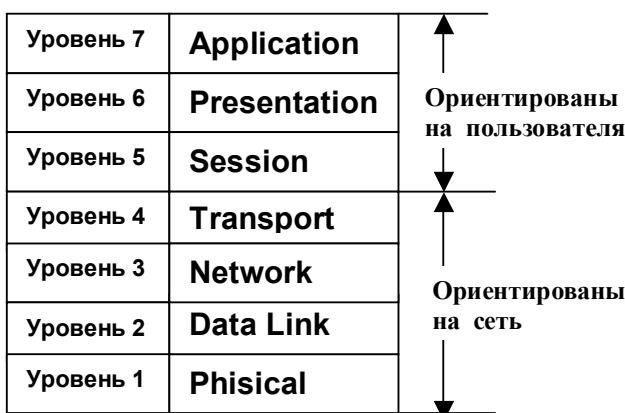 Уровень 7 Application
Уровень 6 Presentation
Ориентированы
на пользователя
Уровень 5 Session
Уровень 4 Transport
Уровень 3 Network
Ориентированы
на сеть
Уровень 2 Data Link
Уровень 1 Phisical